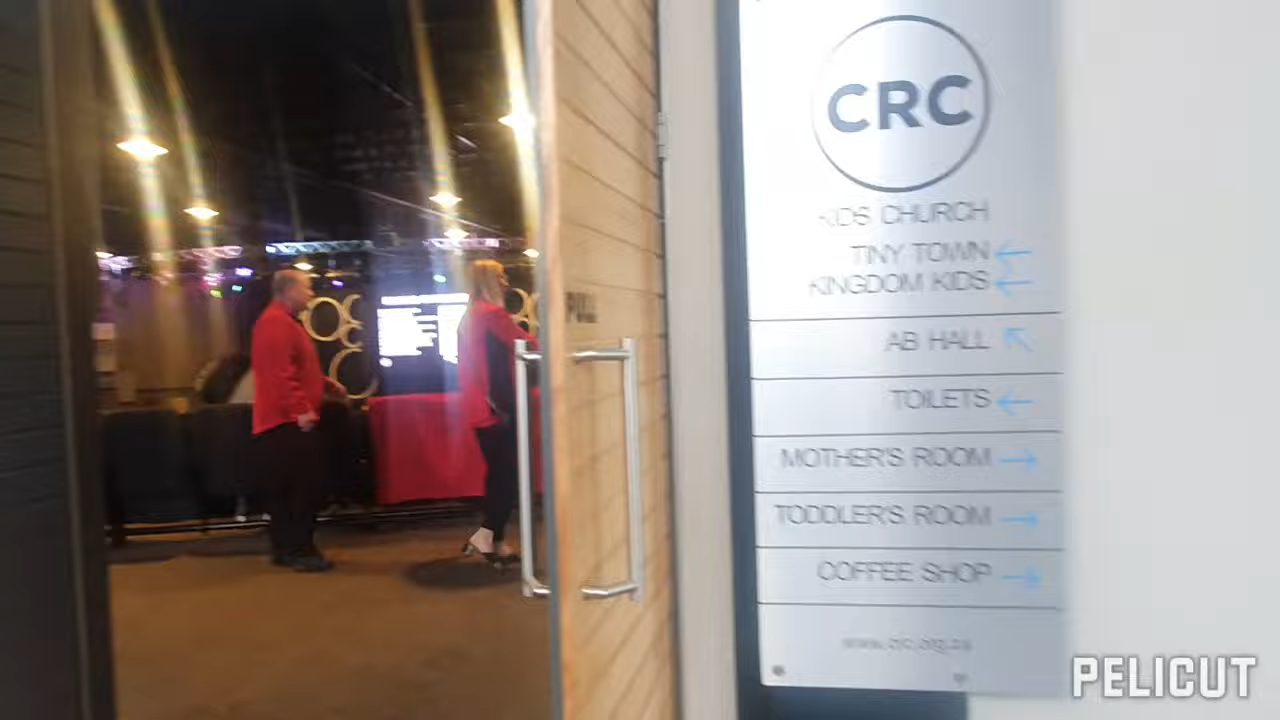 CRC
KIDS CHURCH
TINY TOWN
KINGDOM KIDS
AB HALL
TOILETS
MOTHER'S ROOM
TODDLER'S ROOM
COFFEE SHOP
PULL
PELICUT